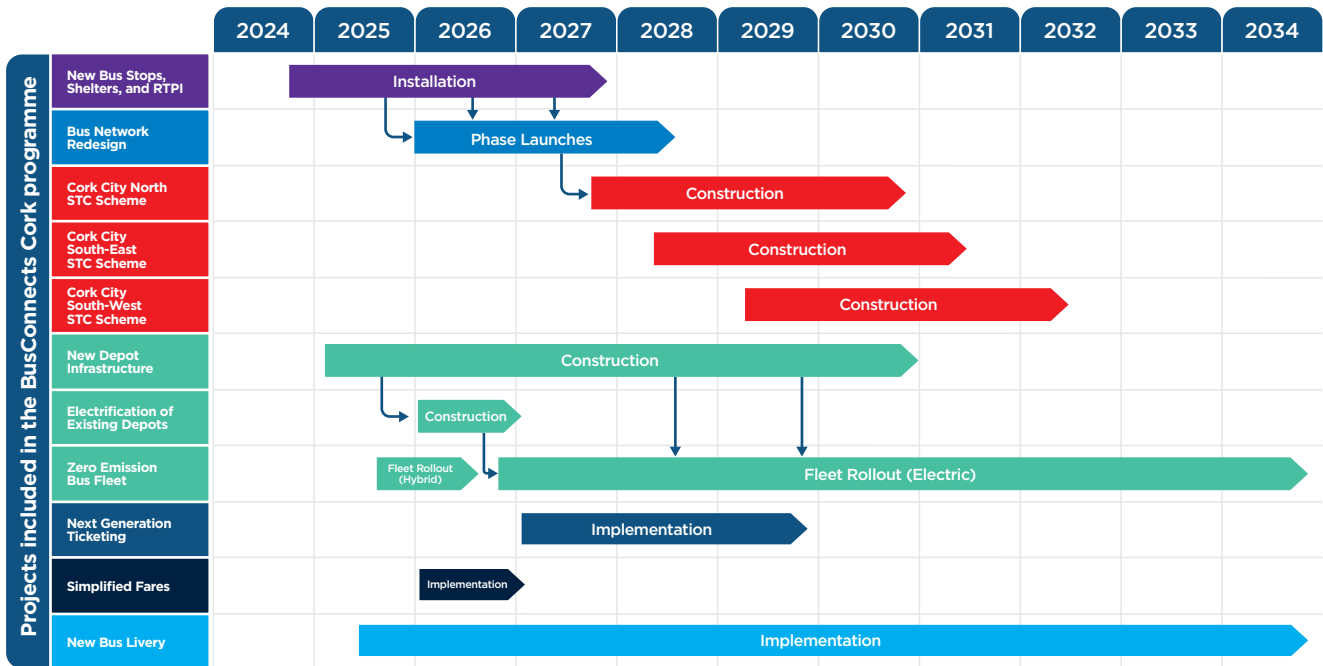 2024 2025 2026 2027 2028 2029 2030 2031 2032 2033 2034
Projects included in the BusConnects Cork programme
New Bus Stops,
Shelters, and RTPI
Installation
Bus Network
Redesign
Phase Launches
Cork City North
STC Scheme
Construction
Cork City
South-East
STC Scheme
Construction
Cork City
South-West
STC Scheme
Construction
New Depot
Infrastructure
Construction
Electrification of
Existing Depots
Construction
Zero Emission
Bus Fleet
Fleet Rollout
(Hybrid)
Fleet Rollout (Electric)
Next Generation
Ticketing
Implementation
Simplified Fares
Implementation
New Bus Livery
Implementation